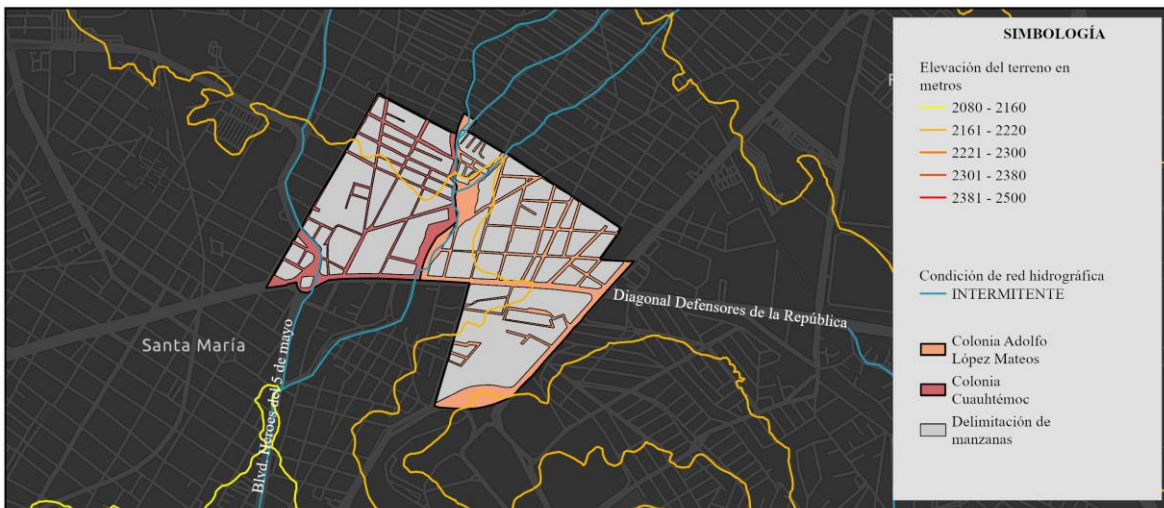 SIMBOLOGÍA
Elevación del terreno en
metros
2080 - 2160
2161 - 2220
2221 - 2300
2301 - 2380
2381 - 2500
Condición de red hidrográfica
INTERMITENTE
Colonia Adolfo
López Mateos
Colonia
Cuauhtémoc
Delimitación de
manzanas
Diagonal Defensores de la República
Santa María
Blvd. Héroes del 5 de mayo